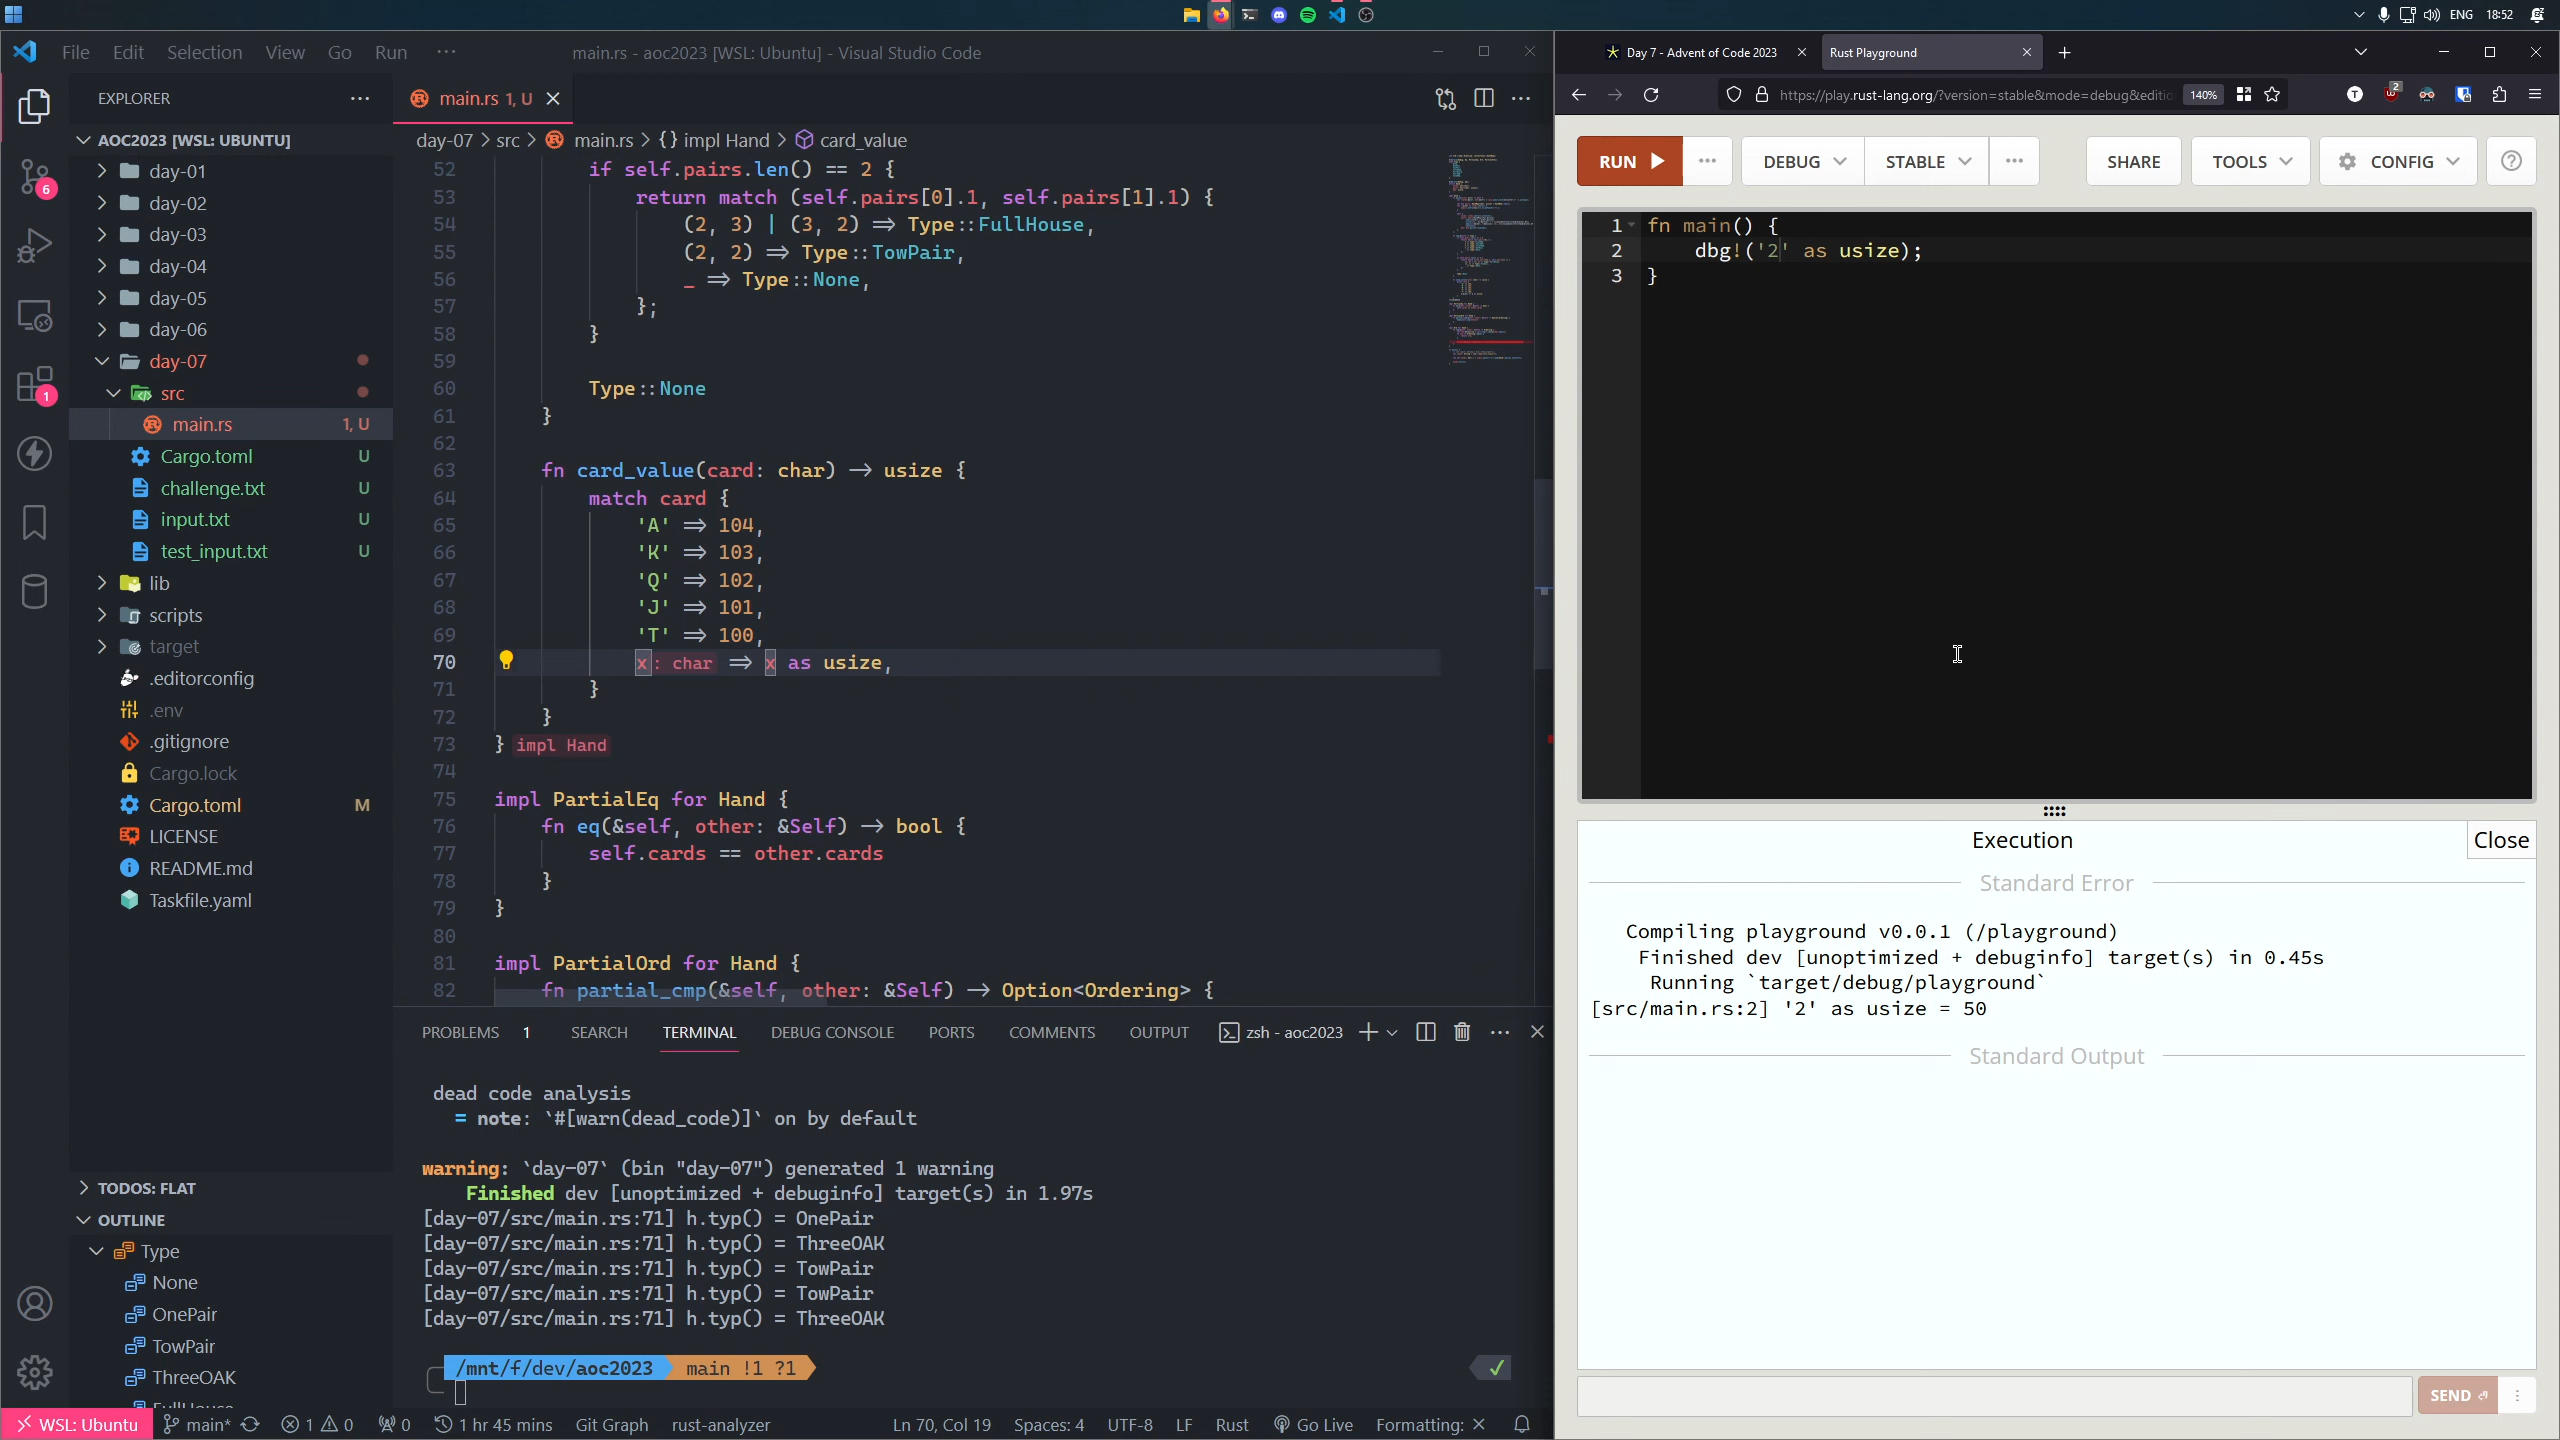 ENG 18:52
File Edit Selection View Go Run ··· main.rs - aoc2023 [WSL: Ubuntu] - Visual Studio Code
EXPLORER
AOC2023 [WSL: UBUNTU]
day-01
day-02
day-03
day-04
day-05
day-06
day-07
src
main.rs 1, U
Cargo.toml U
challenge.txt U
input.txt U
test_input.txt U
lib
scripts
target
.editorconfig
.env
.gitignore
Cargo.lock
Cargo.toml M
LICENSE
README.md
Taskfile.yaml
TODOS: FLAT
OUTLINE
Type
None
OnePair
TowPair
ThreeOAK
FullHouse
6
1
main.rs 1, U
day-07 > src > main.rs > {} impl Hand > card_value
52 if self.pairs.len() == 2 {
53 return match (self.pairs[0].1, self.pairs[1].1) {
54 (2, 3) | (3, 2) => Type::FullHouse,
55 (2, 2) => Type::TowPair,
56 _ => Type::None,
57 };
58 }
59
60 Type::None
61 }
62
63 fn card_value(card: char) -> usize {
64 match card {
65 'A' => 104,
66 'K' => 103,
67 'Q' => 102,
68 'J' => 101,
69 'T' => 100,
70 x: char => x as usize,
71 }
72 }
73 } impl Hand
74
75 impl PartialEq for Hand {
76 fn eq(&self, other: &Self) -> bool {
77 self.cards == other.cards
78 }
79 }
80
81 impl PartialOrd for Hand {
82 fn partial_cmp(&self, other: &Self) -> Option<Ordering> {
PROBLEMS 1 SEARCH TERMINAL DEBUG CONSOLE PORTS COMMENTS OUTPUT zsh - aoc2023
dead code analysis
= note: `#[warn(dead_code)]` on by default
warning: `day-07` (bin "day-07") generated 1 warning
Finished dev [unoptimized + debuginfo] target(s) in 1.97s
[day-07/src/main.rs:71] h.typ() = OnePair
[day-07/src/main.rs:71] h.typ() = ThreeOAK
[day-07/src/main.rs:71] h.typ() = TowPair
[day-07/src/main.rs:71] h.typ() = TowPair
[day-07/src/main.rs:71] h.typ() = ThreeOAK
/mnt/f/dev/aoc2023 main !1 ?1
WSL: Ubuntu main* 1 0 0 1 hr 45 mins Git Graph rust-analyzer Ln 70, Col 19 Spaces: 4 UTF-8 LF Rust Go Live Formatting: ×
Day 7 - Advent of Code 2023 Rust Playground
https://play.rust-lang.org/?version=stable&mode=debug&editio 140% 2
RUN ··· DEBUG STABLE ··· SHARE TOOLS CONFIG
1 fn main() {
2 dbg!('2' as usize);
3 }
Execution Close
Standard Error
Compiling playground v0.0.1 (/playground)
Finished dev [unoptimized + debuginfo] target(s) in 0.45s
Running `target/debug/playground`
[src/main.rs:2] '2' as usize = 50
Standard Output
SEND